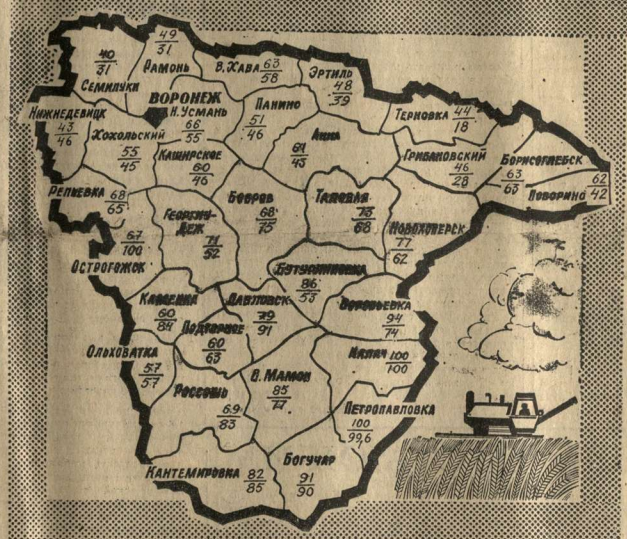 40
31
СЕМИЛУКИ
49
31
РАМОНЬ
В.ХАВА 63
58
ЭРТИЛЬ
48
39
НИЖНЕДЕВИЦК
43
46
ВОРОНЕЖ
Н.УСМАНЬ
66
55
ПАНИНО
51
46
ТЕРНОВКА 44
18
ХОХОЛЬСКИЙ
55
45
КАШИРСКОЕ
60
46
АННА
61
43
ГРИБАНОВСКИЙ
46
28
БОРИСОГЛЕБСК
63
63
ПОВОРИНО 62
42
РЕПЬЕВКА 68
65
БОБРОВ
68
75
ТАЛОВАЯ
73
68
НОВОХОПЕРСК
77
62
ГЕОРГИУ-
ДЕЖ
71
52
67
100
ОСТРОГОЖСК
БУТУРЛИНОВКА
86
53
КАМЕНКА
60
84
ПАВЛОВСК
79
91
ВОРОБЬЕВКА
94
74
ПОДГОРНОЕ
60
63
ОЛЬХОВАТКА
57
57
КАЛАЧ 100
100
В.МАМОН
85
77
РОССОШЬ
69
83
ПЕТРОПАВЛОВКА
100
99,6
КАНТЕМИРОВКА 82
85
БОГУЧАР
91
90